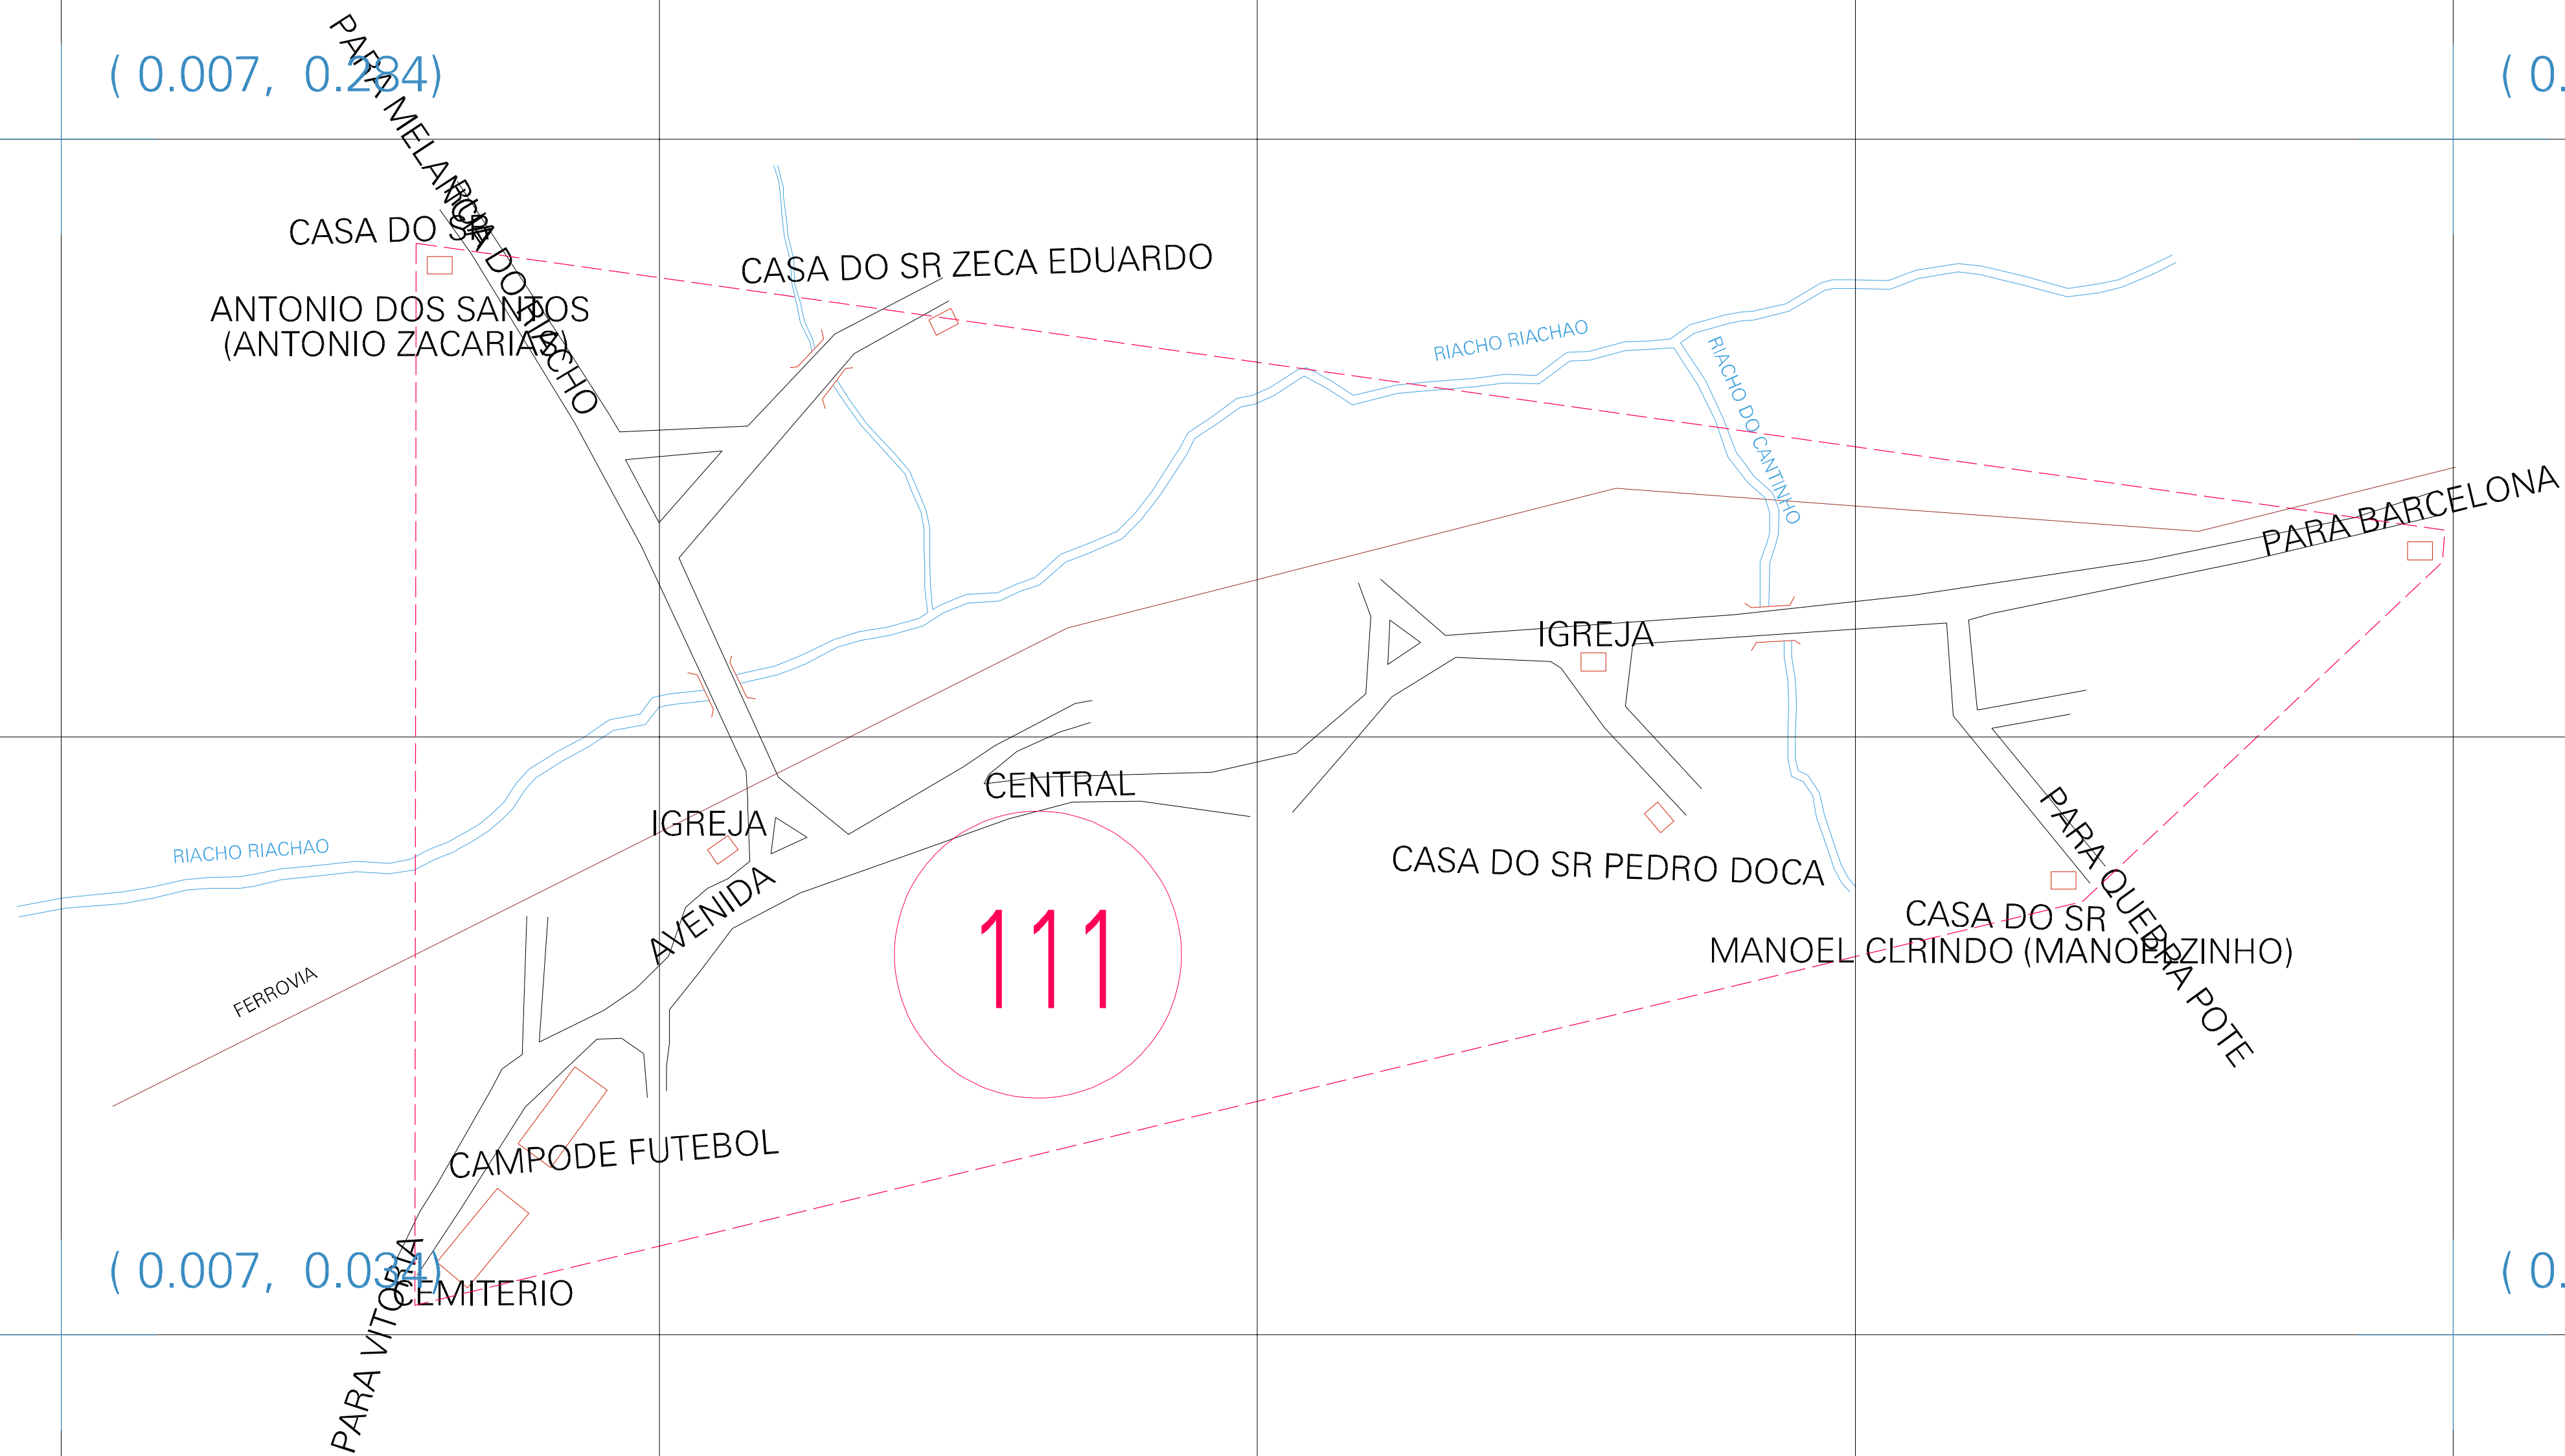 ( 0.007,  0.284)
( 0.
PARA MELANCIA
RUA DO RIACHO
CASA DO SR
ANTONIO DOS SANTOS
(ANTONIO ZACARIAS)
CASA DO SR ZECA EDUARDO
RIACHO RIACHAO
RIACHO DO CANTINHO
PARA BARCELONA
IGREJA
CENTRAL
IGREJA
RIACHO RIACHAO
AVENIDA
CASA DO SR PEDRO DOCA
PARA QUEBRA POTE
CASA DO SR
MANOEL CLRINDO (MANOELZINHO)
111
FERROVIA
CAMPODE FUTEBOL
( 0.007,  0.034)
( 0.
CEMITERIO
PARA VITORIA